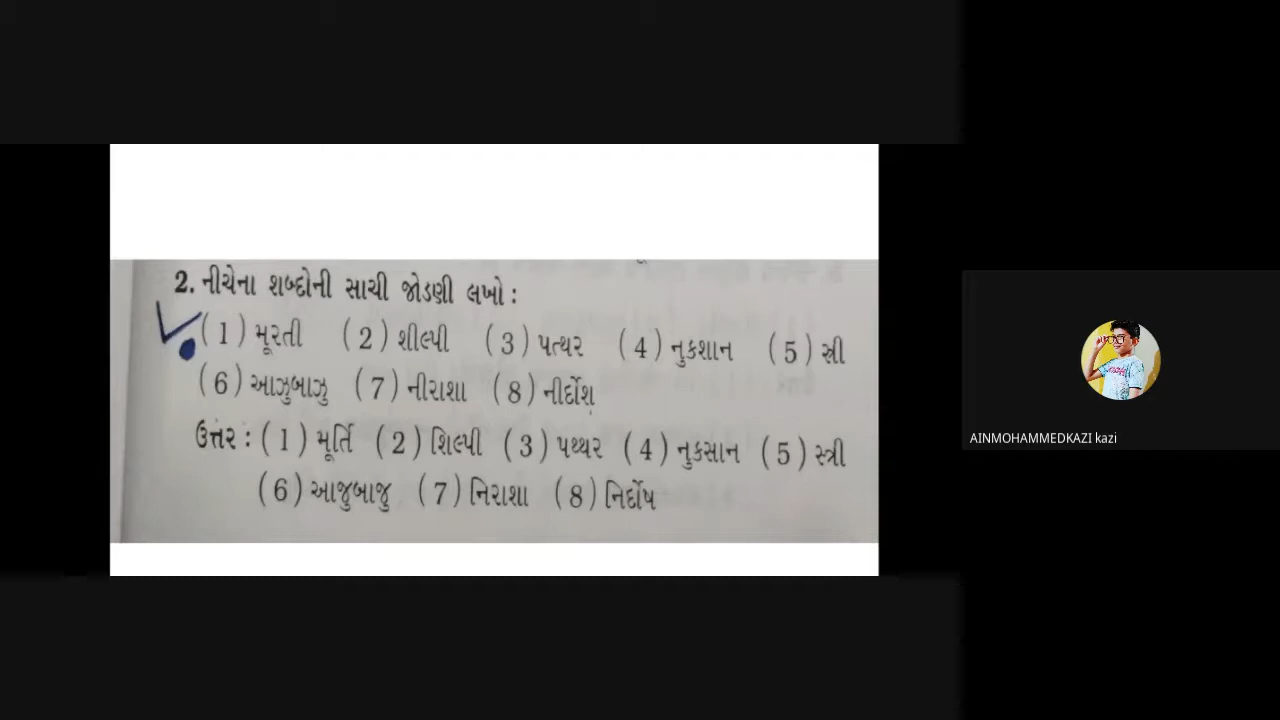 2. નીચેના શબ્દોની સાચી જોડણી લખો :
(1) મૂરતી (2) શીલ્પી (3) પત્થર (4) નુકશાન (5) સ્રી
(6) આઝુબાઝુ (7) નીરાશા (8) નીર્દોશ
ઉત્તર : (1) મૂર્તિ (2) શિલ્પી (3) પથ્થર (4) નુકસાન (5) સ્ત્રી
(6) આજુબાજુ (7) નિરાશા (8) નિર્દોષ
AINMOHAMMEDKAZI kazi